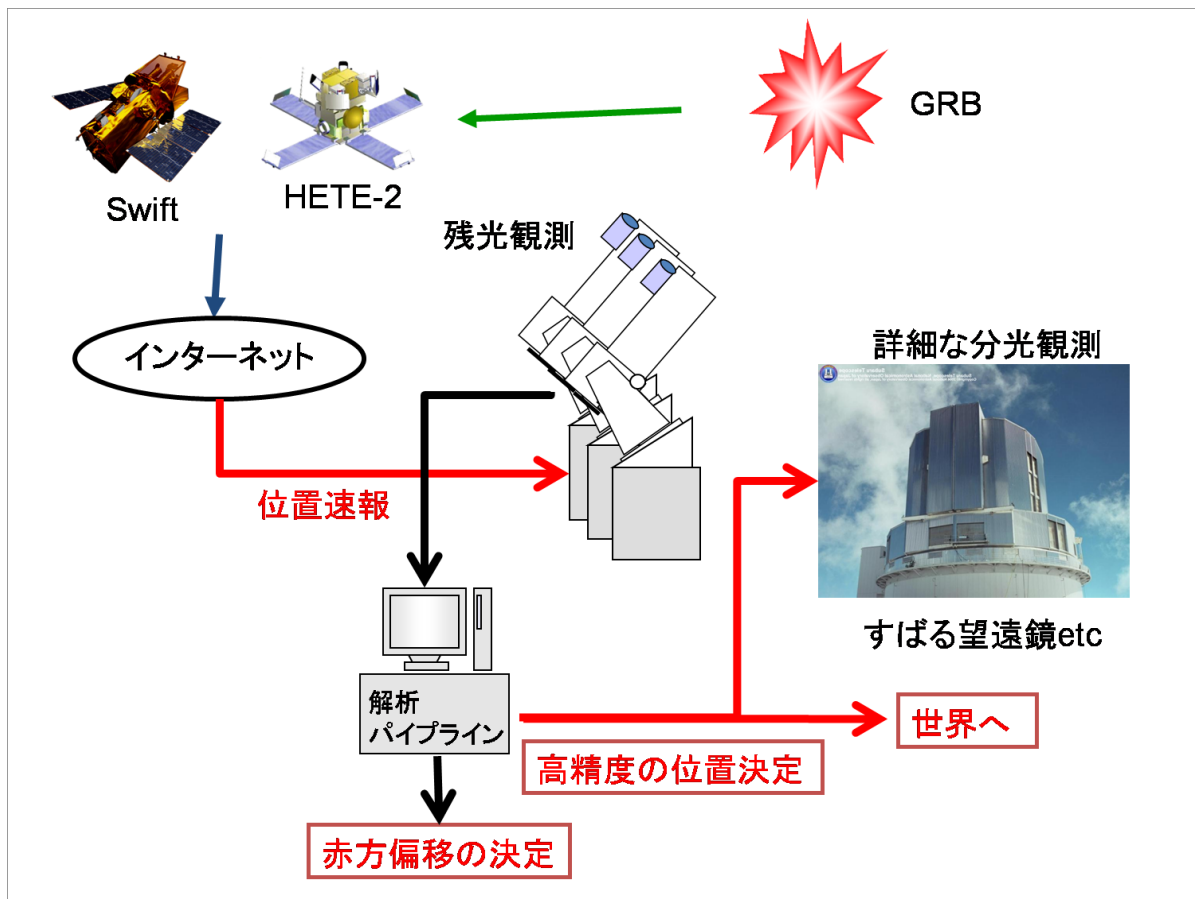 GRB
Swift
HETE-2
残光観測
インターネット
位置速報
詳細な分光観測
すばる望遠鏡etc
解析
パイプライン
世界へ
高精度の位置決定
赤方偏移の決定